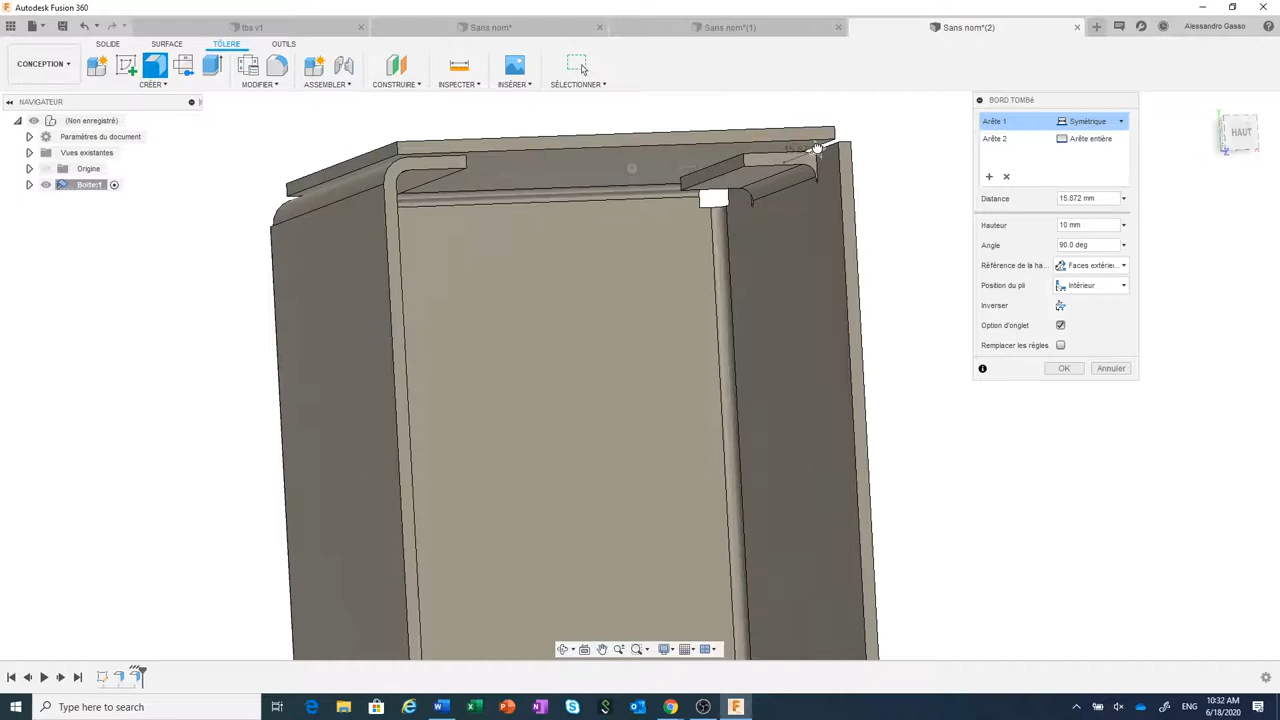 Autodesk Fusion 360
tbs v1
Sans nom*
Sans nom*(1)
Sans nom*(2)
Alessandro Gasso
SOLIDE
SURFACE
TÔLERIE
OUTILS
CONCEPTION
CRÉER
MODIFIER
ASSEMBLER
CONSTRUIRE
INSPECTER
INSÉRER
SÉLECTIONNER
NAVIGATEUR
(Non enregistré)
Paramètres du document
Vues existantes
Origine
Boite:1
BORD TOMBé
Arête 1 Symétrique
Arête 2 Arête entière
Distance 15.872 mm
Hauteur 10 mm
Angle 90.0 deg
Référence de la ha... Faces extérieu...
Position du pli Intérieur
Inverser
Option d'onglet
Remplacer les règles
OK Annuler
HAUT
Z
Type here to search
ENG
10:32 AM
6/18/2020